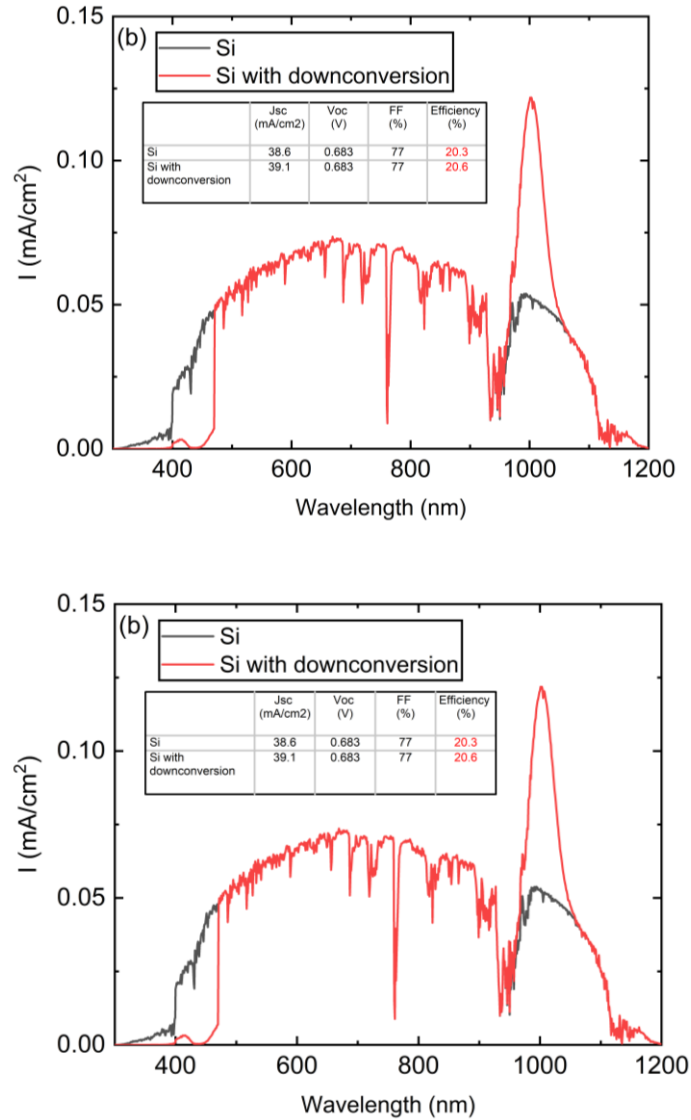 0.15
(b)
Si
Si with downconversion
Jsc (mA/cm2) Voc (V) FF (%) Efficiency (%)
Si 38.6 0.683 77 20.3
Si with downconversion 39.1 0.683 77 20.6
0.10
I (mA/cm²)
0.05
0.00
400 600 800 1000 1200
Wavelength (nm)
0.15
(b)
Si
Si with downconversion
Jsc (mA/cm2) Voc (V) FF (%) Efficiency (%)
Si 38.6 0.683 77 20.3
Si with downconversion 39.1 0.683 77 20.6
0.10
I (mA/cm²)
0.05
0.00
400 600 800 1000 1200
Wavelength (nm)